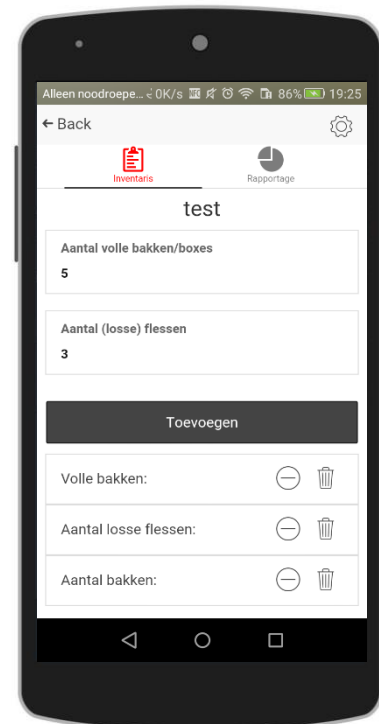 Alleen noodroepe... 0K/s 86% 19:25
← Back
Inventaris Rapportage
test
Aantal volle bakken/boxes
5
Aantal (losse) flessen
3
Toevoegen
Volle bakken:
Aantal losse flessen:
Aantal bakken: